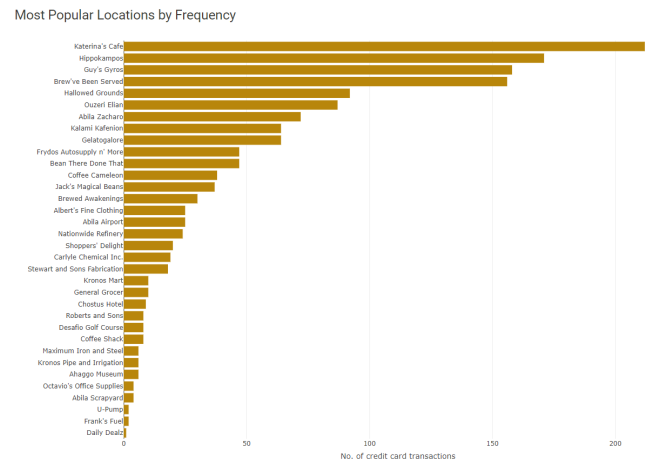 Most Popular Locations by Frequency
Katerina's Cafe
Hippokampos
Guy's Gyros
Brew've Been Served
Hallowed Grounds
Ouzeri Elian
Abila Zacharo
Kalami Kafenion
Gelatogalore
Frydos Autosupply n' More
Bean There Done That
Coffee Cameleon
Jack's Magical Beans
Brewed Awakenings
Albert's Fine Clothing
Abila Airport
Nationwide Refinery
Shoppers' Delight
Carlyle Chemical Inc.
Stewart and Sons Fabrication
Kronos Mart
General Grocer
Chostus Hotel
Roberts and Sons
Desafio Golf Course
Coffee Shack
Maximum Iron and Steel
Kronos Pipe and Irrigation
Ahaggo Museum
Octavio's Office Supplies
Abila Scrapyard
U-Pump
Frank's Fuel
Daily Dealz
0 50 100 150 200
No. of credit card transactions